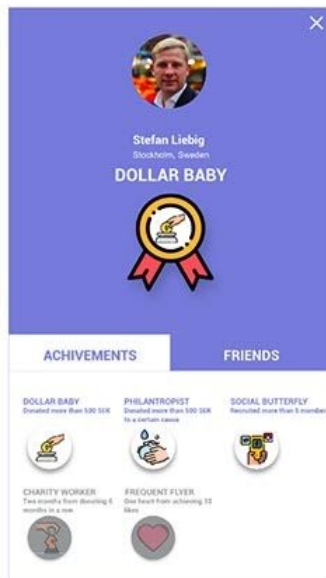 Stefan Liebig
Stockholm, Sweden
DOLLAR BABY
ACHIVEMENTS
FRIENDS
DOLLAR BABY
Donated more than 500 SEK
PHILANTROPIST
Donated more than 500 SEK
to a certain cause
SOCIAL BUTTERFLY
Recruited more than 5 member
CHARITY WORKER
Two months from donating 6
months in a row
FREQUENT FLYER
One heart from achieving 10
likes